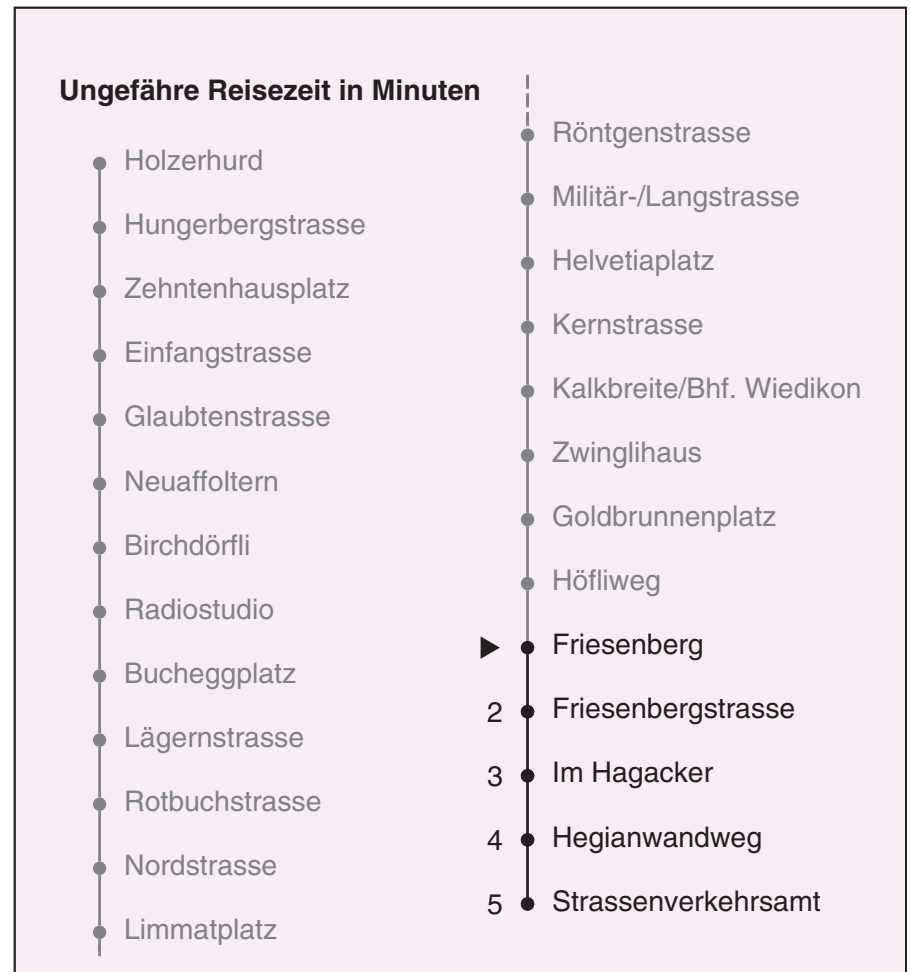 Ungefähre Reisezeit in Minuten
Holzerhurd
Hungerbergstrasse
Zehntenhausplatz
Einfangstrasse
Glaubtenstrasse
Neuaffoltern
Birchdörfli
Radiostudio
Bucheggplatz
Lägernstrasse
Rotbuchstrasse
Nordstrasse
Limmatplatz
Röntgenstrasse
Militär-/Langstrasse
Helvetiaplatz
Kernstrasse
Kalkbreite/Bhf. Wiedikon
Zwinglihaus
Goldbrunnenplatz
Höfliweg
Friesenberg
2 Friesenbergstrasse
3 Im Hagacker
4 Hegianwandweg
5 Strassenverkehrsamt